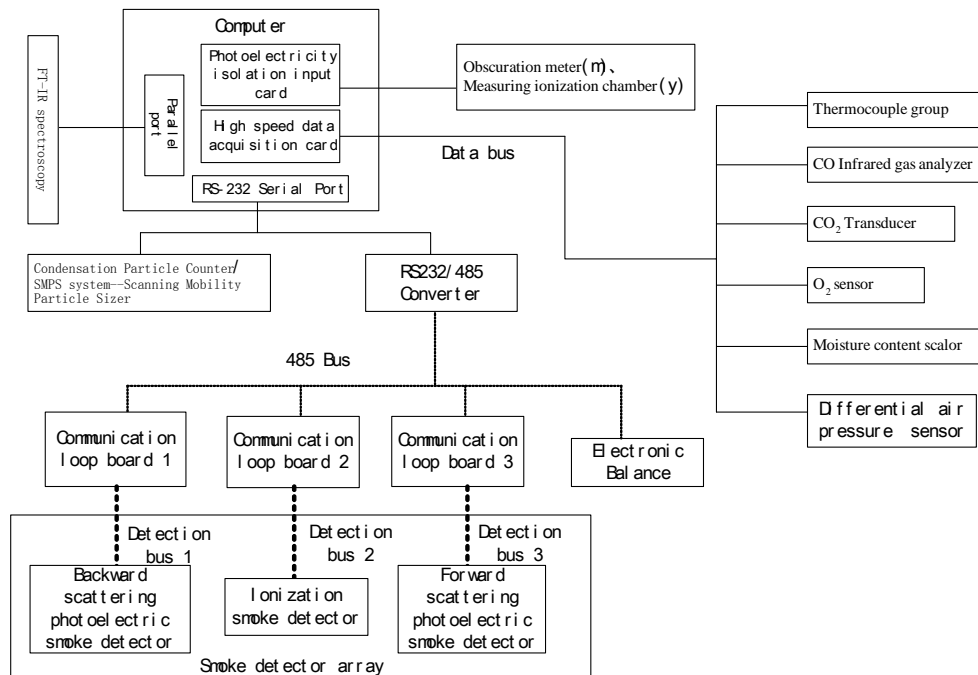 Computer
Photoelectricity
isolation input
card
Obscuration meter(m)、
Measuring ionization chamber(y)
FT-IR spectroscopy
Parallel
port
High speed data
acquisition card
Data bus
RS-232 Serial Port
Thermocouple group
CO Infrared gas analyzer
CO2 Transducer
O2 sensor
Moisture content scalor
Differential air
pressure sensor
Condensation Particle Counter/
SMPS system--Scanning Mobility
Particle Sizer
RS232/485
Converter
485 Bus
Communication
loop board 1
Communication
loop board 2
Communication
loop board 3
Electronic
Balance
Detection
bus 1
Detection
bus 2
Detection
bus 3
Backward
scattering
photoelectric
smoke detector
Ionization
smoke detector
Forward
scattering
photoelectric
smoke detector
Smoke detector array